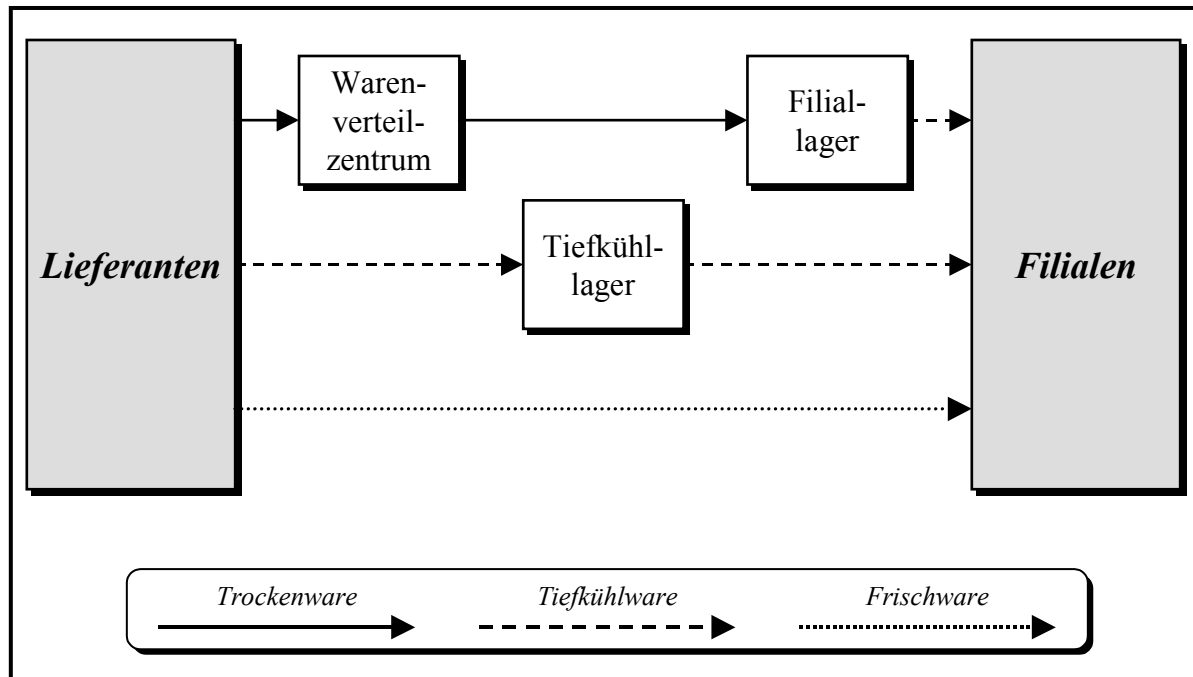 Waren-
verteil-
zentrum
Filial-
lager
Lieferanten
Tiefkühl-
lager
Filialen
Trockenware
Tiefkühlware
Frischware